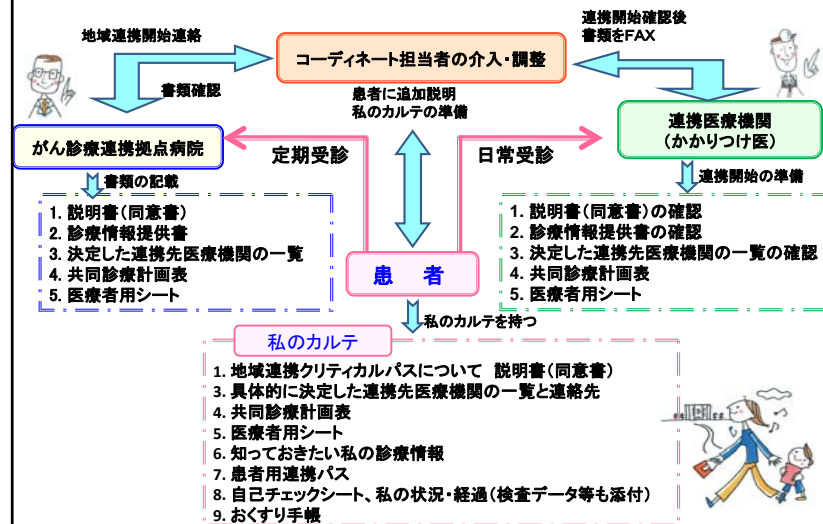 地域連携開始連絡
連携開始確認後
書類をFAX
コーディネート担当者の介入・調整
書類確認
患者に追加説明
私のカルテの準備
連携医療機関
(かかりつけ医)
がん診療連携拠点病院
定期受診
日常受診
書類の記載
連携開始の準備
1. 説明書(同意書)
2. 診療情報提供書
3. 決定した連携先医療機関の一覧
4. 共同診療計画表
5. 医療者用シート
1. 説明書(同意書)の確認
2. 診療情報提供書の確認
3. 決定した連携先医療機関の一覧の確認
4. 共同診療計画表
5. 医療者用シート
患 者
私のカルテを持つ
私のカルテ
1. 地域連携クリティカルパスについて 説明書(同意書)
3. 具体的に決定した連携先医療機関の一覧と連絡先
4. 共同診療計画表
5. 医療者用シート
6. 知っておきたい私の診療情報
7. 患者用連携パス
8. 自己チェックシート、私の状況・経過(検査データ等も添付)
9. おくすり手帳